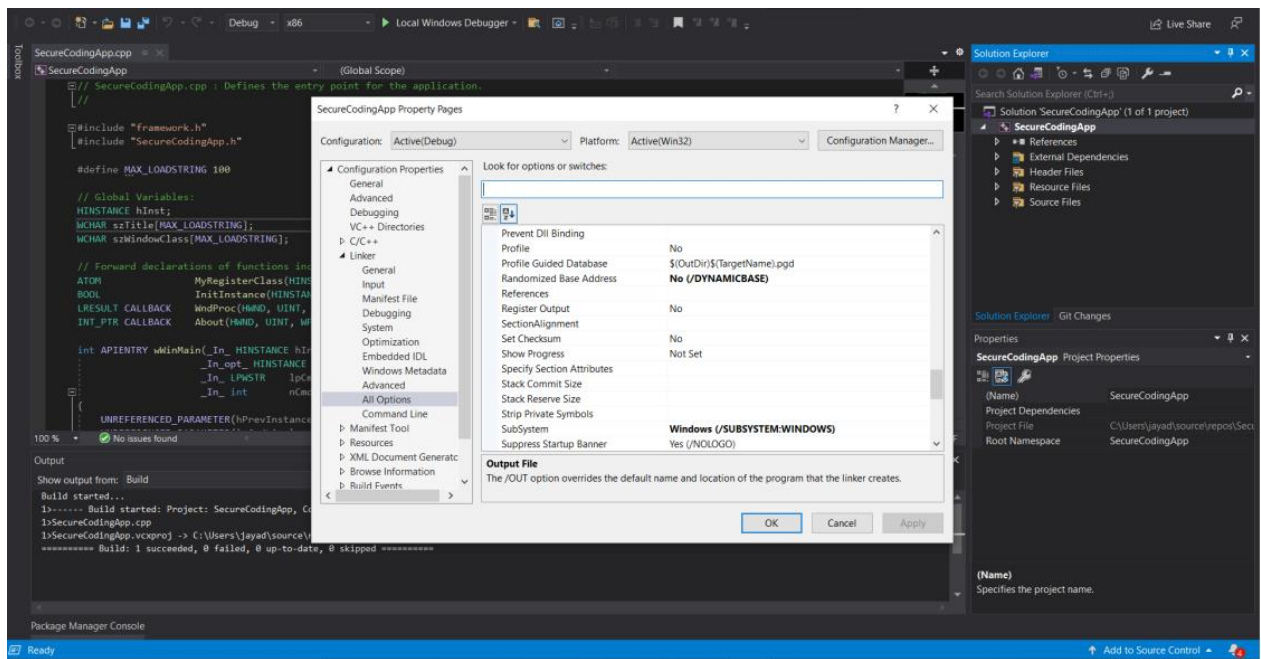 Debug
x86
Local Windows Debugger
Live Share
Toolbox
SecureCodingApp.cpp
SecureCodingApp
(Global Scope)
// SecureCodingApp.cpp : Defines the entry point for the application.
//
#include "framework.h"
#include "SecureCodingApp.h"
#define MAX_LOADSTRING 100
// Global Variables:
HINSTANCE hInst;
WCHAR szTitle[MAX_LOADSTRING];
WCHAR szWindowClass[MAX_LOADSTRING];
// Forward declarations of functions inc
ATOM MyRegisterClass(HINS
BOOL InitInstance(HINSTAN
LRESULT CALLBACK WndProc(HWND, UINT,
INT_PTR CALLBACK About(HWND, UINT, WP
int APIENTRY wWinMain(_In_ HINSTANCE hIn
_In_opt_ HINSTANCE
_In_ LPWSTR lpCm
_In_ int nCmd
{
UNREFERENCED_PARAMETER(hPrevInstance
100 %
No issues found
Output
Show output from: Build
Build started...
1>------ Build started: Project: SecureCodingApp, Co
1>SecureCodingApp.cpp
1>SecureCodingApp.vcxproj -> C:\Users\jayad\source\r
========== Build: 1 succeeded, 0 failed, 0 up-to-date, 0 skipped ==========
Package Manager Console
Ready
Add to Source Control
SecureCodingApp Property Pages
? ×
Configuration: Active(Debug)
Platform: Active(Win32)
Configuration Manager...
Configuration Properties
General
Advanced
Debugging
VC++ Directories
C/C++
Linker
General
Input
Manifest File
Debugging
System
Optimization
Embedded IDL
Windows Metadata
Advanced
All Options
Command Line
Manifest Tool
Resources
XML Document Generatc
Browse Information
Build Events
Look for options or switches:
Prevent Dll Binding
Profile No
Profile Guided Database $(OutDir)$(TargetName).pgd
Randomized Base Address No (/DYNAMICBASE)
References
Register Output No
SectionAlignment
Set Checksum No
Show Progress Not Set
Specify Section Attributes
Stack Commit Size
Stack Reserve Size
Strip Private Symbols
SubSystem Windows (/SUBSYSTEM:WINDOWS)
Suppress Startup Banner Yes (/NOLOGO)
Output File
The /OUT option overrides the default name and location of the program that the linker creates.
OK
Cancel
Apply
Solution Explorer
Search Solution Explorer (Ctrl+;)
Solution 'SecureCodingApp' (1 of 1 project)
SecureCodingApp
References
External Dependencies
Header Files
Resource Files
Source Files
Solution Explorer Git Changes
Properties
SecureCodingApp Project Properties
(Name) SecureCodingApp
Project Dependencies
Project File C:\Users\jayad\source\repos\Secu
Root Namespace SecureCodingApp
(Name)
Specifies the project name.